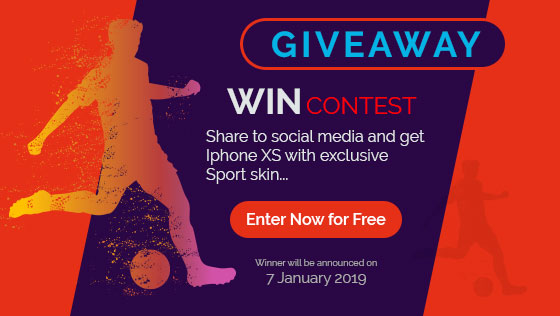 GIVEAWAY
WIN CONTEST
Share to social media and get
Iphone XS with exclusive
Sport skin...
Enter Now for Free
Winner will be announced on
7 January 2019